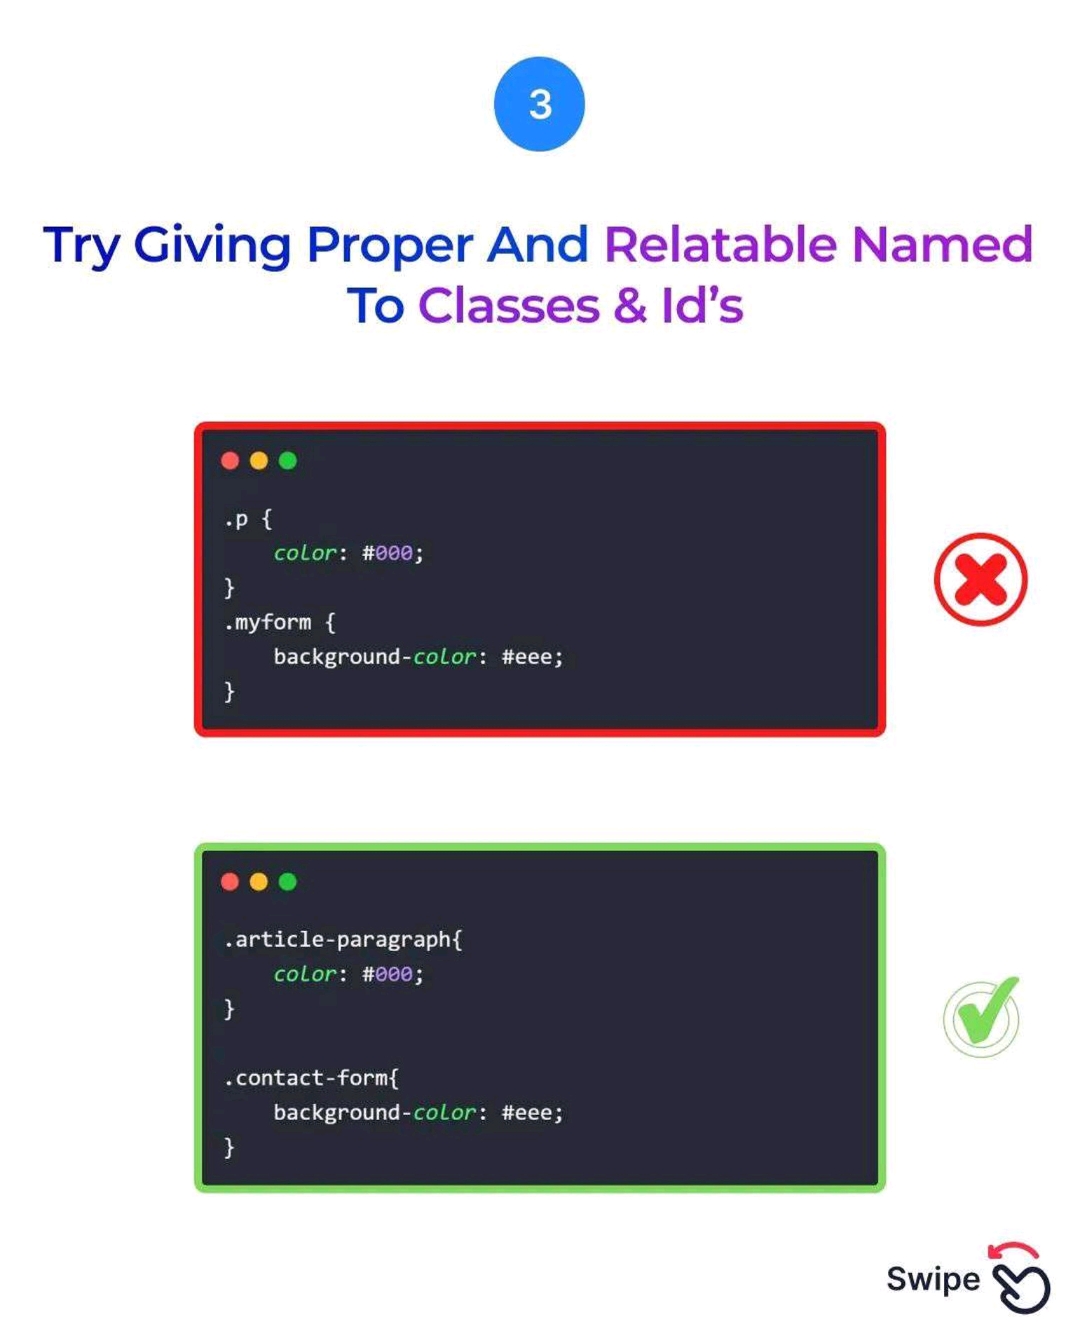 3
Try Giving Proper And Relatable Named
To Classes & Id’s
.p {
    color: #000;
}
.myform {
    background-color: #eee;
}
.article-paragraph{
    color: #000;
}

.contact-form{
    background-color: #eee;
}
Swipe